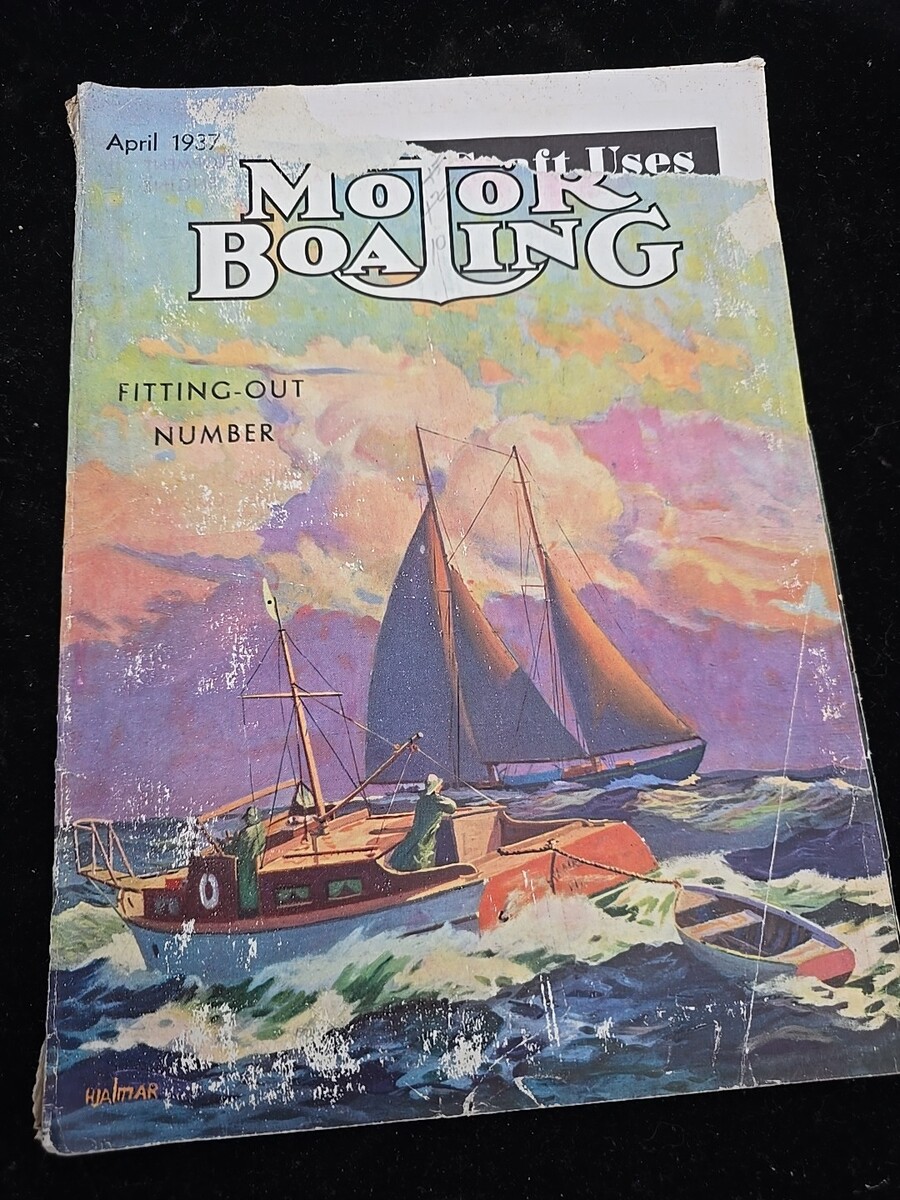 April 1937
Craft Uses
MOTOR
BOATING
FITTING-OUT
NUMBER
HJALMAR